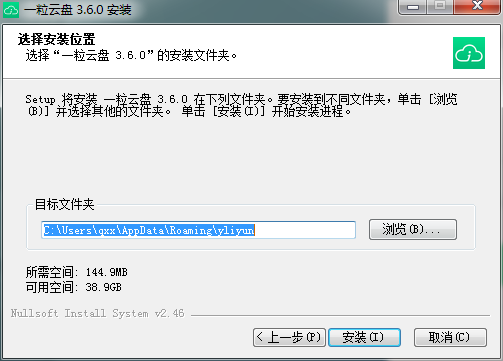 一粒云盘 3.6.0 安装
选择安装位置
选择“一粒云盘 3.6.0”的安装文件夹。
Setup 将安装 一粒云盘 3.6.0 在下列文件夹。要安装到不同文件夹，单击 [浏览
(B)] 并选择其他的文件夹。 单击 [安装(I)] 开始安装进程。
目标文件夹
C:\Users\qxx\AppData\Roaming\yliyun
浏览(B)...
所需空间: 144.9MB
可用空间: 38.9GB
Nullsoft Install System v2.46
< 上一步(P)
安装(I)
取消(C)